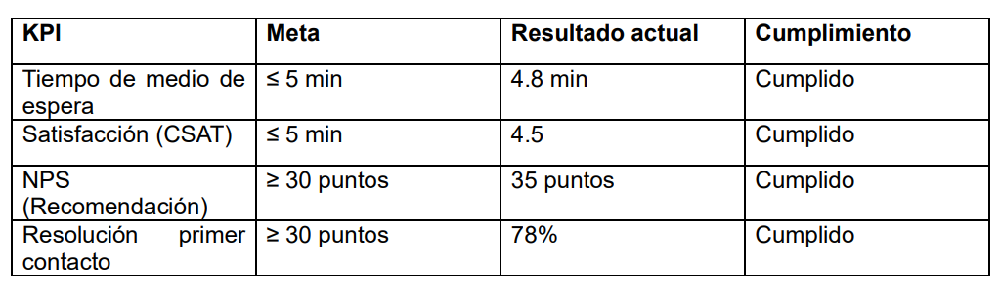 KPI Meta Resultado actual Cumplimiento
Tiempo de medio de espera ≤ 5 min 4.8 min Cumplido
Satisfacción (CSAT) ≤ 5 min 4.5 Cumplido
NPS (Recomendación) ≥ 30 puntos 35 puntos Cumplido
Resolución primer contacto ≥ 30 puntos 78% Cumplido